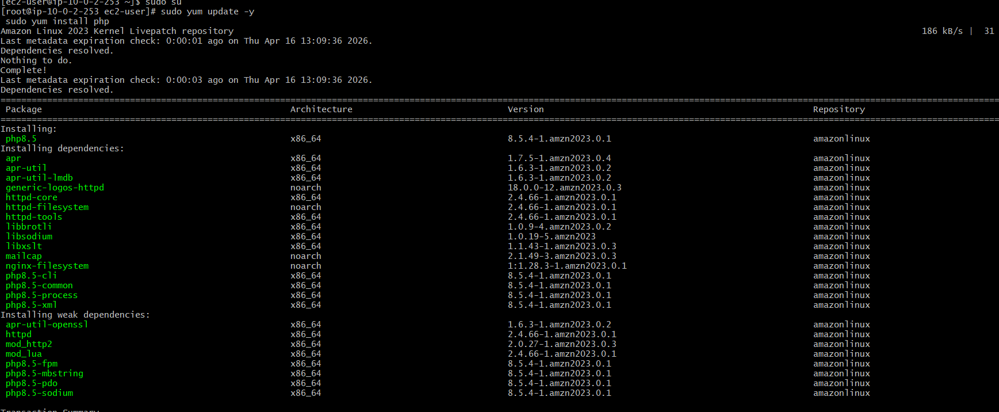 [ec2-user@ip-10-0-2-253 ~]$ sudo su
[root@ip-10-0-2-253 ec2-user]# sudo yum update -y
sudo yum install php
Amazon Linux 2023 Kernel Livepatch repository 186 kB/s | 31
Last metadata expiration check: 0:00:01 ago on Thu Apr 16 13:09:36 2026.
Dependencies resolved.
Nothing to do.
Complete!
Last metadata expiration check: 0:00:03 ago on Thu Apr 16 13:09:36 2026.
Dependencies resolved.
Package Architecture Version Repository
Installing:
php8.5 x86_64 8.5.4-1.amzn2023.0.1 amazonlinux
Installing dependencies:
apr x86_64 1.7.5-1.amzn2023.0.4 amazonlinux
apr-util x86_64 1.6.3-1.amzn2023.0.2 amazonlinux
apr-util-lmdb x86_64 1.6.3-1.amzn2023.0.2 amazonlinux
generic-logos-httpd noarch 18.0.0-12.amzn2023.0.3 amazonlinux
httpd-core x86_64 2.4.66-1.amzn2023.0.1 amazonlinux
httpd-filesystem noarch 2.4.66-1.amzn2023.0.1 amazonlinux
httpd-tools x86_64 2.4.66-1.amzn2023.0.1 amazonlinux
libbrotli x86_64 1.0.9-4.amzn2023.0.2 amazonlinux
libsodium x86_64 1.0.19-5.amzn2023 amazonlinux
libxslt x86_64 1.1.43-1.amzn2023.0.3 amazonlinux
mailcap noarch 2.1.49-3.amzn2023.0.3 amazonlinux
nginx-filesystem noarch 1:1.28.3-1.amzn2023.0.1 amazonlinux
php8.5-cli x86_64 8.5.4-1.amzn2023.0.1 amazonlinux
php8.5-common x86_64 8.5.4-1.amzn2023.0.1 amazonlinux
php8.5-process x86_64 8.5.4-1.amzn2023.0.1 amazonlinux
php8.5-xml x86_64 8.5.4-1.amzn2023.0.1 amazonlinux
Installing weak dependencies:
apr-util-openssl x86_64 1.6.3-1.amzn2023.0.2 amazonlinux
httpd x86_64 2.4.66-1.amzn2023.0.1 amazonlinux
mod_http2 x86_64 2.0.27-1.amzn2023.0.3 amazonlinux
mod_lua x86_64 2.4.66-1.amzn2023.0.1 amazonlinux
php8.5-fpm x86_64 8.5.4-1.amzn2023.0.1 amazonlinux
php8.5-mbstring x86_64 8.5.4-1.amzn2023.0.1 amazonlinux
php8.5-pdo x86_64 8.5.4-1.amzn2023.0.1 amazonlinux
php8.5-sodium x86_64 8.5.4-1.amzn2023.0.1 amazonlinux
Transaction Summary